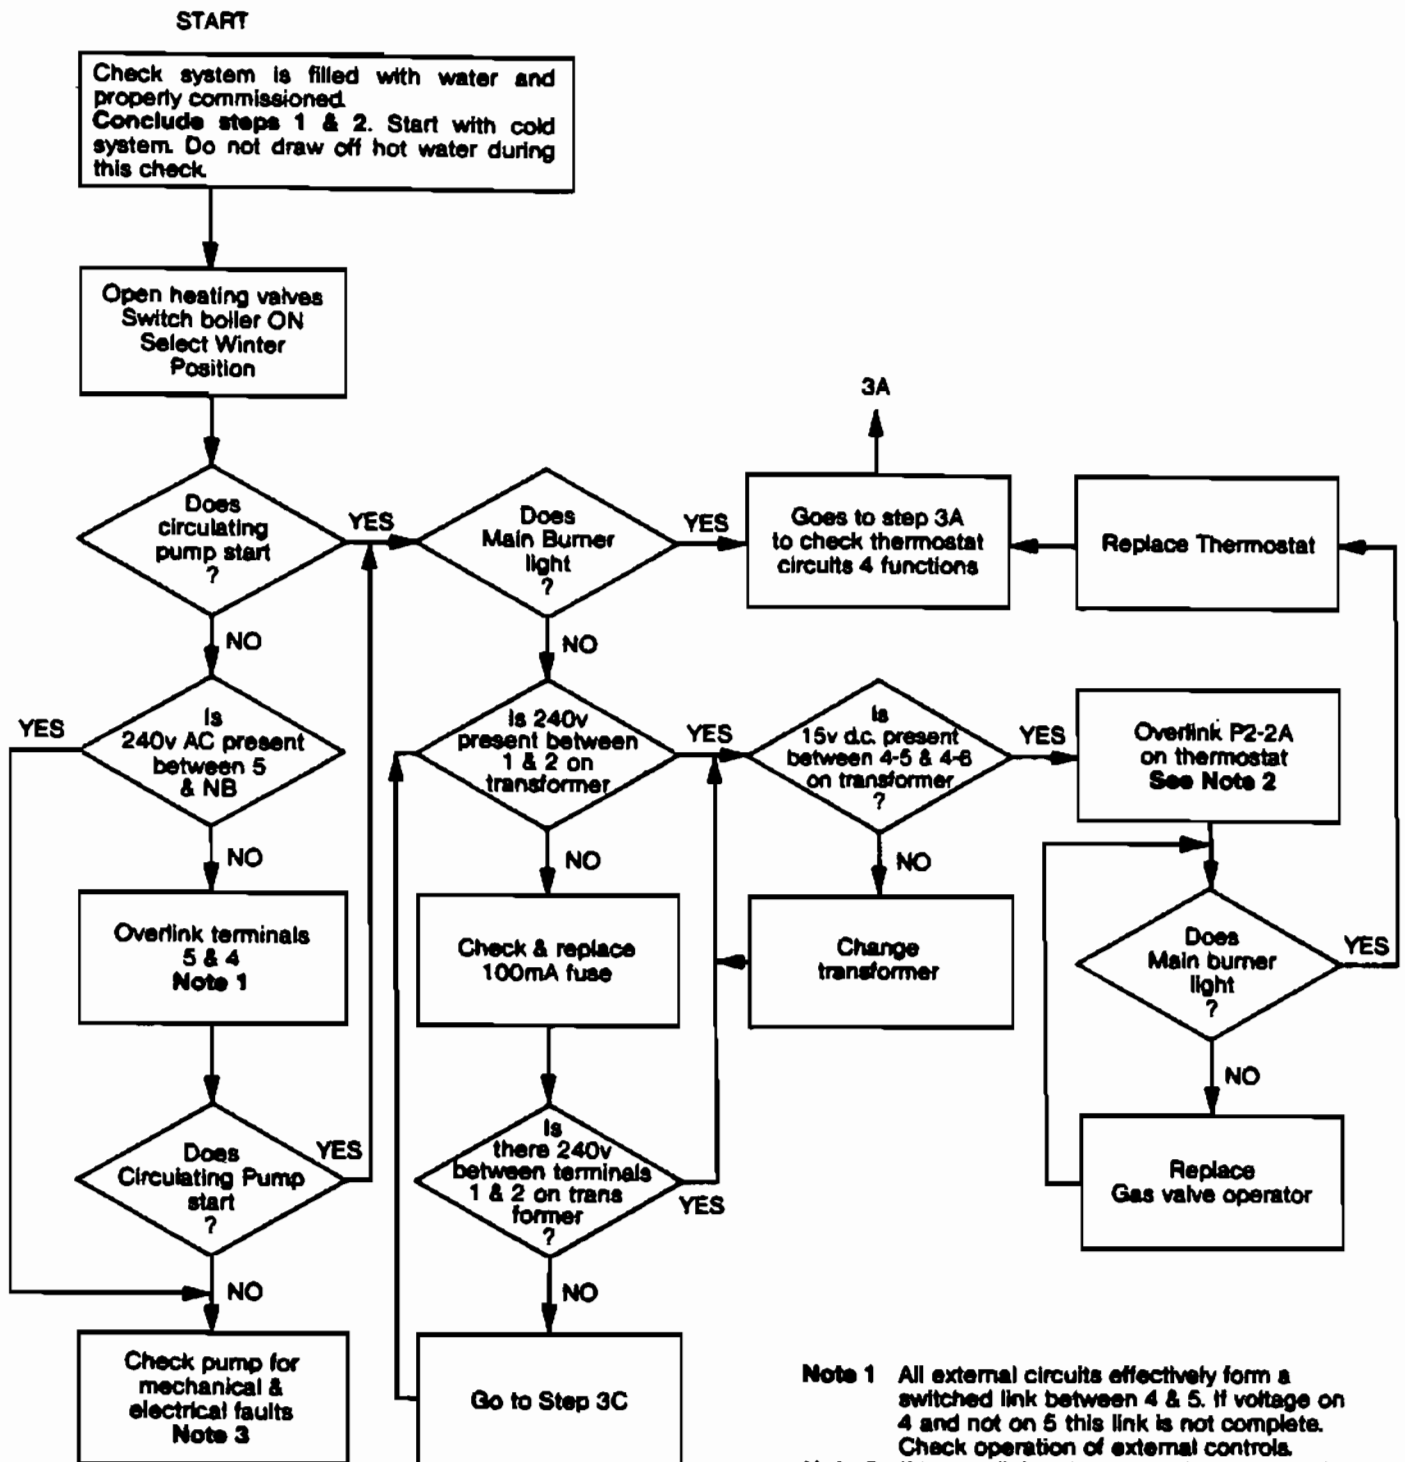 START
Check system is filled with water and
properly commissioned.
Conclude steps 1 & 2. Start with cold
system. Do not draw off hot water during
this check.
Open heating valves
Switch boiler ON
Select Winter
Position
3A
Does
circulating
pump start
?
YES
Does
Main Burner
light
?
YES
Goes to step 3A
to check thermostat
circuits 4 functions
Replace Thermostat
NO
NO
YES
Is
240v AC present
between 5
& NB
Is 240v
present between
1 & 2 on
transformer
YES
Is
15v d.c. present
between 4-5 & 4-6
on transformer
?
YES
Overlink P2-2A
on thermostat
See Note 2
NO
NO
NO
Overlink terminals
5 & 4
Note 1
Check & replace
100mA fuse
Change
transformer
Does
Main burner
light
?
YES
NO
Does
Circulating Pump
start
?
YES
Is
there 240v
between terminals
1 & 2 on trans
former
?
YES
Replace
Gas valve operator
NO
NO
Check pump for
mechanical &
electrical faults
Note 3
Go to Step 3C
Note 1 All external circuits effectively form a
switched link between 4 & 5. If voltage on
4 and not on 5 this link is not complete.
Check operation of external controls.